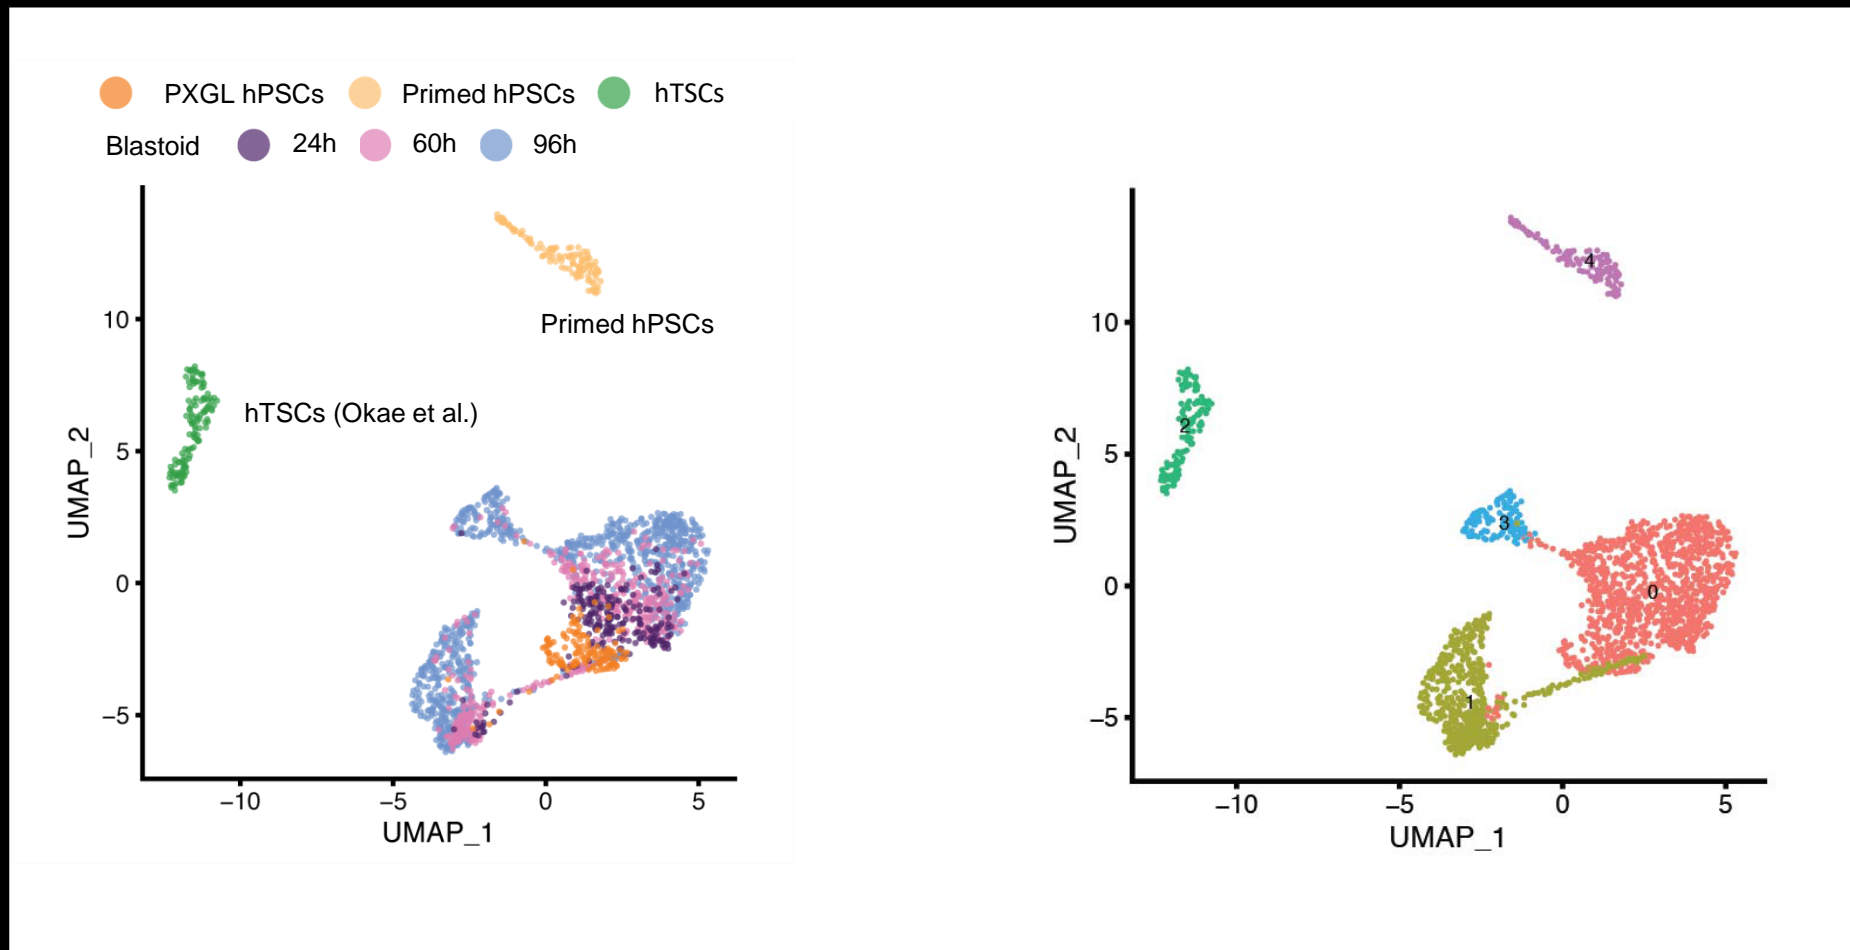 PXGL hPSCs Primed hPSCs hTSCs
Blastoid 24h 60h 96h
Primed hPSCs
hTSCs (Okae et al.)
UMAP_2
10
5
0
−5
−10 −5 0 5
UMAP_1
4
2
3
0
1
UMAP_2
10
5
0
−5
−10 −5 0 5
UMAP_1